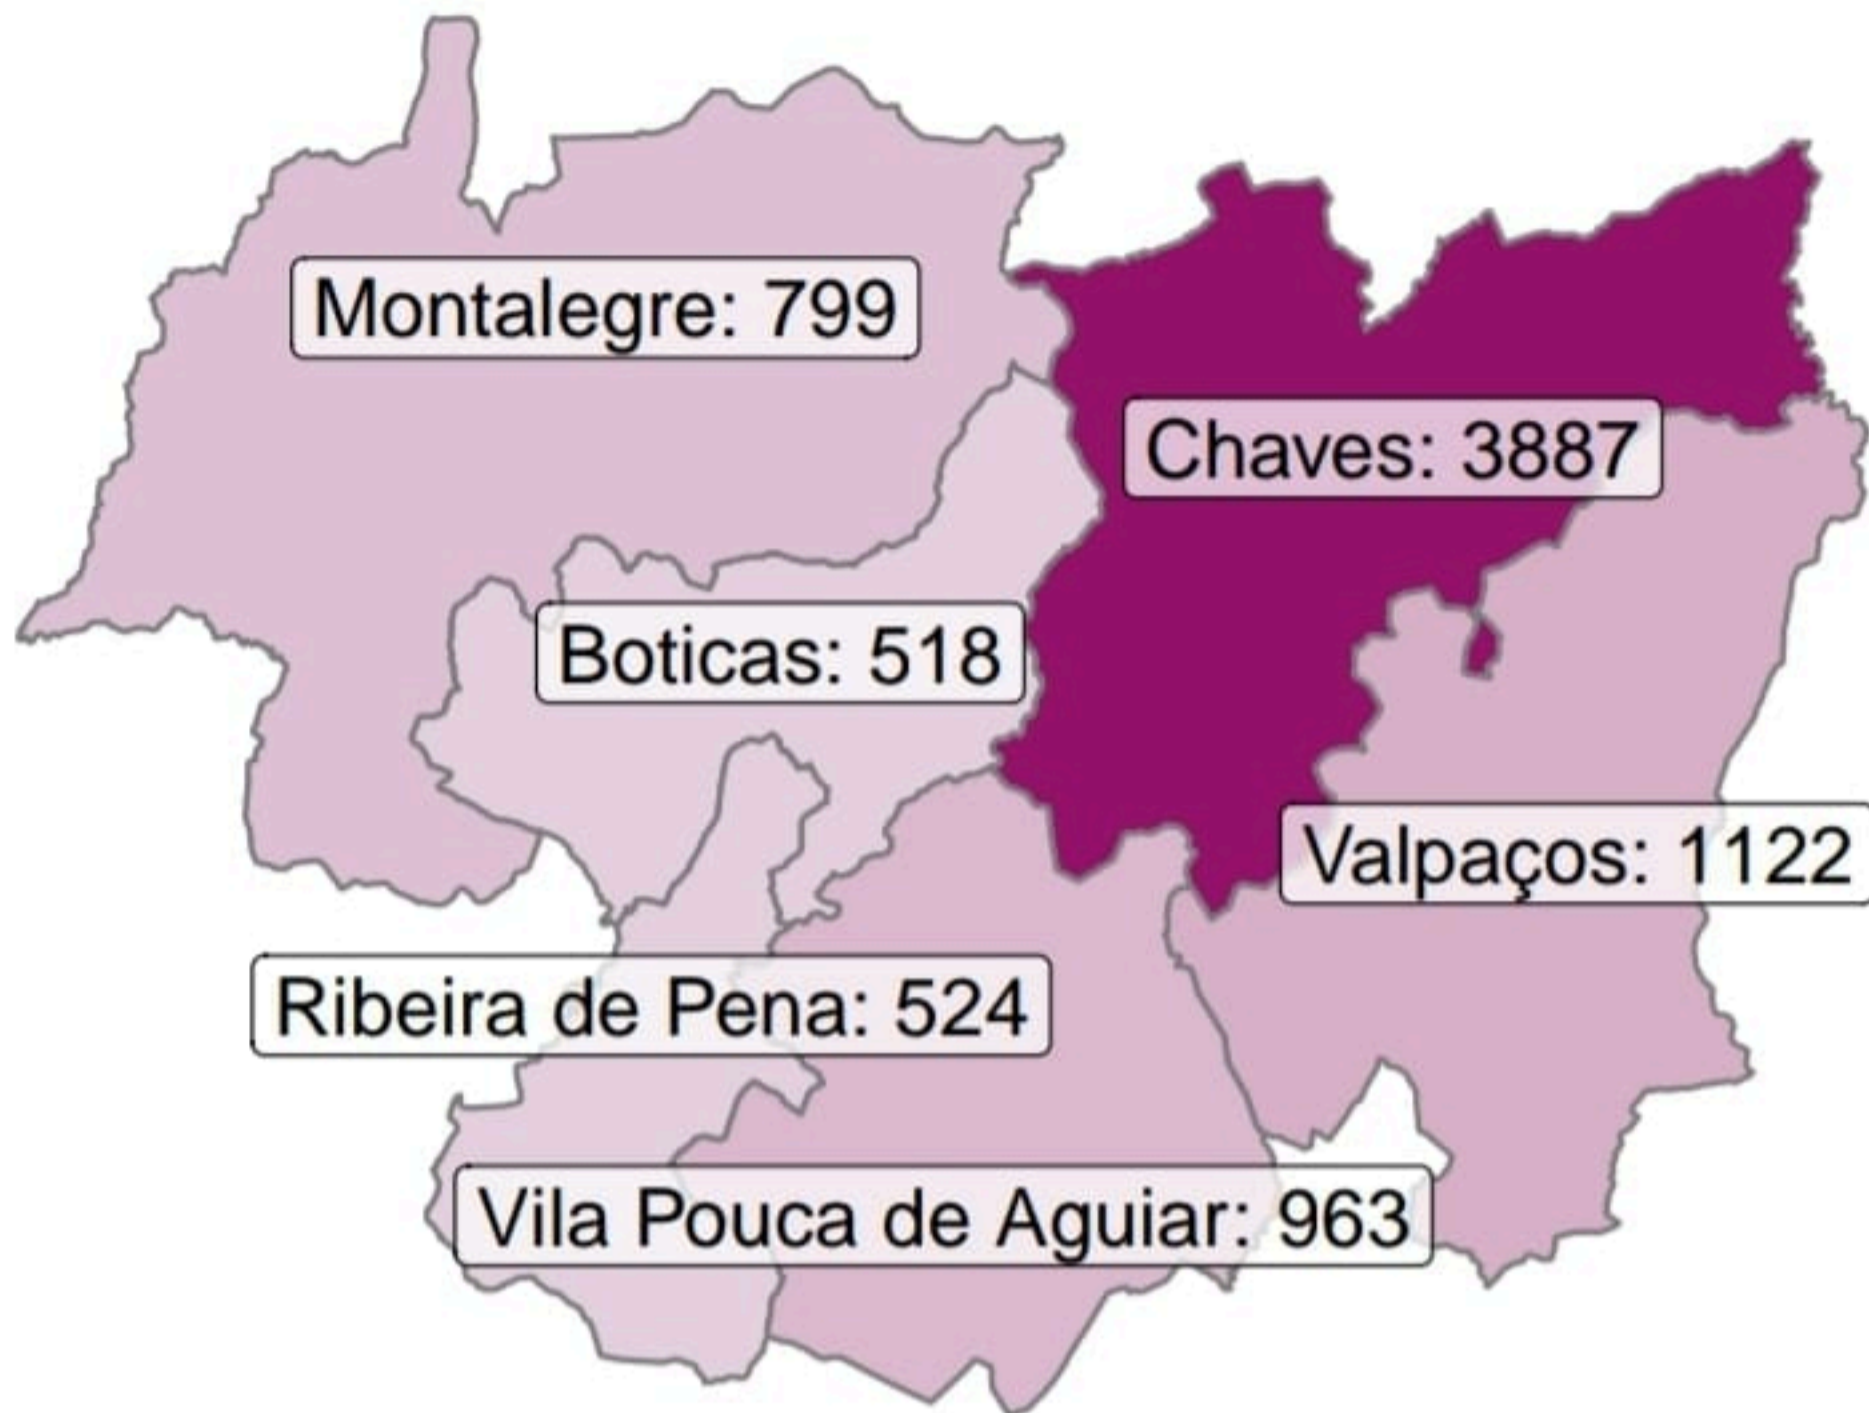 Montalegre: 799
Chaves: 3887
Boticas: 518
Valpaços: 1122
Ribeira de Pena: 524
Vila Pouca de Aguiar: 963